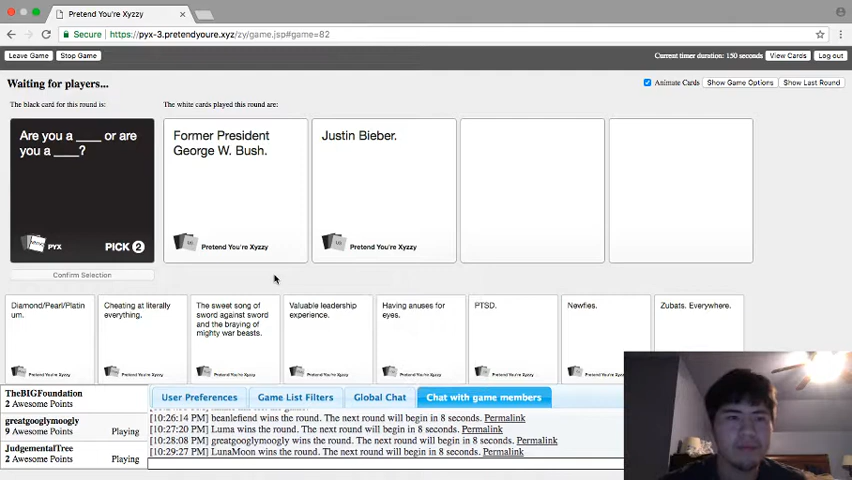 Pretend You're Xyzzy
Secure https://pyx-3.pretendyoure.xyz/zy/game.jsp#game=82
Leave Game Stop Game Current timer duration: 150 seconds View Cards Log out
Waiting for players... Animate Cards Show Game Options Show Last Round
The black card for this round is: The white cards played this round are:
Are you a ____ or are
you a ____?
PYX PICK 2
Former President
George W. Bush.
Pretend You're Xyzzy
Justin Bieber.
Pretend You're Xyzzy
Confirm Selection
Diamond/Pearl/Platin
um.
Pretend You're Xyzzy
Cheating at literally
everything.
Pretend You're Xyzzy
The sweet song of
sword against sword
and the braying of
mighty war beasts.
Pretend You're Xyzzy
Valuable leadership
experience.
Pretend You're Xyzzy
Having anuses for
eyes.
Pretend You're Xyzzy
PTSD.
Pretend You're Xyzzy
Newfies.
Pretend You're Xyzzy
Zubats. Everywhere.
TheBIGFoundation
2 Awesome Points
greatgooglymoogly
9 Awesome Points Playing
JudgementalTree
2 Awesome Points Playing
User Preferences Game List Filters Global Chat Chat with game members
[10:26:14 PM] beanlefiend wins the round. The next round will begin in 8 seconds. Permalink
[10:27:20 PM] Luma wins the round. The next round will begin in 8 seconds. Permalink
[10:28:08 PM] greatgooglymoogly wins the round. The next round will begin in 8 seconds. Permalink
[10:29:27 PM] LunaMoon wins the round. The next round will begin in 8 seconds. Permalink